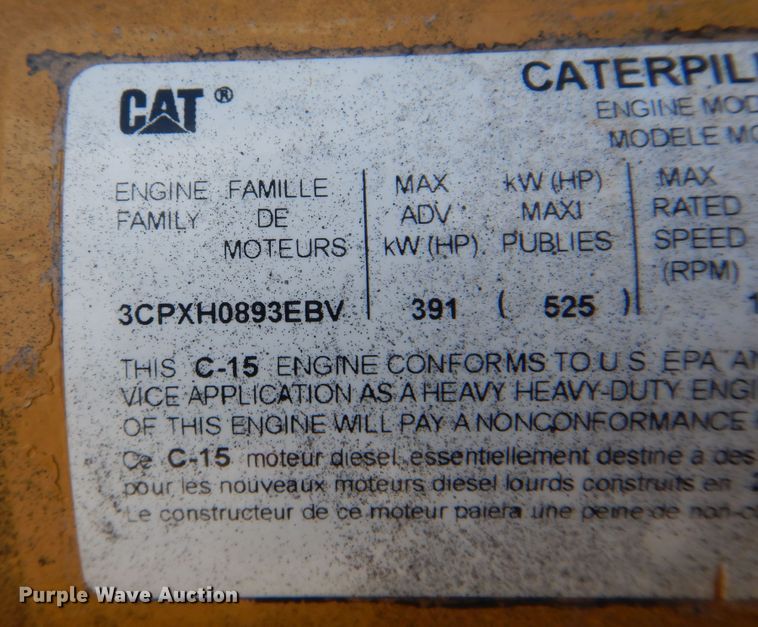 CAT ®
CATERPIL
ENGINE MOD
MODELE MO
ENGINE FAMILLE
FAMILY DE
MOTEURS
MAX kW (HP)
ADV MAXI
kW (HP) PUBLIES
MAX
RATED
SPEED
(RPM)
3CPXH0893EBV 391 ( 525 ) 1
THIS C-15 ENGINE CONFORMS TO U S EPA AN
VICE APPLICATION AS A HEAVY HEAVY-DUTY ENGI
OF THIS ENGINE WILL PAY A NONCONFORMANCE
Ce C-15 moteur diesel, essentiellement destine a des
pour les nouveaux moteurs diesel lourds construits en 2
Le constructeur de ce moteur paiera une peine de non-co
Purple Wave Auction